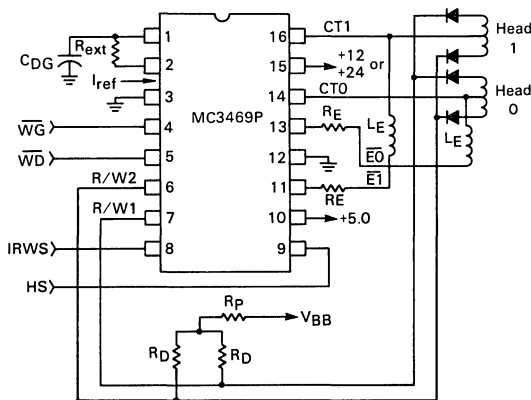 1
16
CT1
Rext
CDG
2
15
+12 or
+24
Iref
3
14
CT0
MC3469P
RE
WG
4
13
E0
LE
LE
WD
5
12
E1
R/W2
6
11
RE
R/W1
7
10
+5.0
IRWS
8
9
HS
Head
1
Head
0
RP
VBB
RD
RD